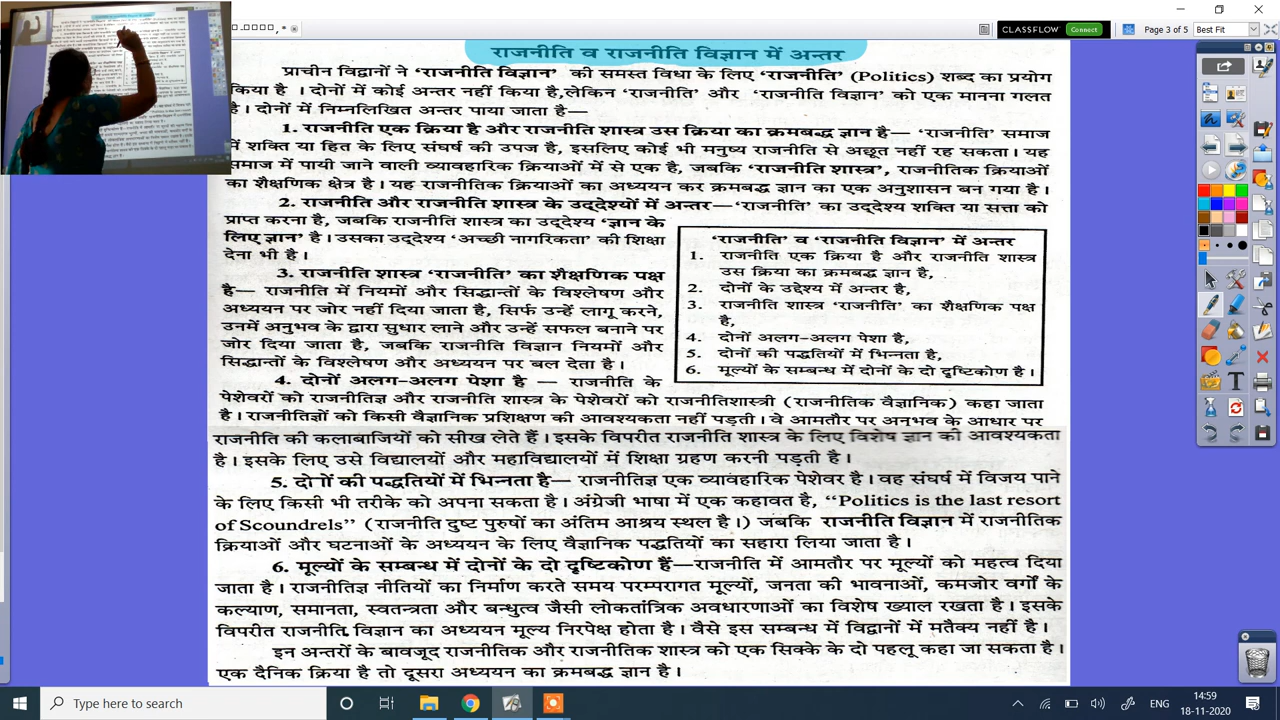 CLASSFLOW Connect
Page 3 of 5
Best Fit
राजनीति विज्ञान में अन्तर
प्राचीन विद्वानों ने 'राजनीति विज्ञान' की समस्त विषय के लिए शब्द का प्रयोग
किया है । दोनों में कोई अन्तर नहीं किया है,लेकिन 'राजनीति' और 'राजनीति विज्ञान' को एक मानना गलत
है। दोनों में निम्नलिखित अन्तर पाया जाता है—
1. राजनीति एक क्रिया है और राजनीति शास्त्र उस क्रिया का क्रमबद्ध ज्ञान है—'राजनीति' समाज
में शक्ति या हित के लिए संघर्ष की उपज है, इसलिए कोई भी मनुष्य राजनीति से अछूता नहीं रह सकता। यह
समाज में पायी जाने वाली व्यावहारिक क्रियाओं में से एक है, जबकि 'राजनीति शास्त्र', राजनीतिक क्रियाओं
का शैक्षणिक क्षेत्र है। यह राजनीतिक क्रियाओं का अध्ययन कर क्रमबद्ध ज्ञान का एक अनुशासन बन गया है।
2. राजनीति और राजनीति शास्त्र के उद्देश्यों में अन्तर—'राजनीति' का उद्देश्य शक्ति या सत्ता को
प्राप्त करना है, जबकि राजनीति शास्त्र का उद्देश्य 'ज्ञान के
लिए ज्ञान' है। उसका उद्देश्य 'अच्छी नागरिकता' की शिक्षा
देना भी है।
3. राजनीति शास्त्र 'राजनीति' का शैक्षणिक पक्ष
है— राजनीति में नियमों और सिद्धान्तों के विश्लेषण और
अध्ययन पर जोर नहीं दिया जाता है, सिर्फ उन्हें लागू करने,
उनमें अनुभव के द्वारा सुधार लाने और उन्हें सफल बनाने पर
जोर दिया जाता है, जबकि राजनीति विज्ञान नियमों और
सिद्धान्तों के विश्लेषण और अध्ययन पर बल देता है।
'राजनीति' व 'राजनीति विज्ञान' में अन्तर
1. राजनीति एक क्रिया है और राजनीति शास्त्र
उस क्रिया का क्रमबद्ध ज्ञान है,
2. दोनों के उद्देश्य में अन्तर है,
3. राजनीति शास्त्र 'राजनीति' का शैक्षणिक पक्ष
है,
4. दोनों अलग-अलग पेशा है,
5. दोनों की पद्धतियों में भिन्नता है,
6. मूल्यों के सम्बन्ध में दोनों के दो दृष्टिकोण है।
4. दोनों अलग-अलग पेशा है — राजनीति के
पेशेवरों को राजनीतिज्ञ और राजनीति शास्त्र के पेशेवरों को राजनीतिशास्त्री (राजनीतिक वैज्ञानिक) कहा जाता
है। राजनीतिज्ञों को किसी वैज्ञानिक प्रशिक्षण की आवश्यकता नहीं पड़ती। वे आमतौर पर अनुभव के आधार पर
राजनीति की कलाबाजियों को सीख लेते हैं। इसके विपरीत राजनीति शास्त्र के लिए विशेष ज्ञान की आवश्यकता
है। इसके लिए उसे विद्यालयों और महाविद्यालयों में शिक्षा ग्रहण करनी पड़ती है।
5. की पद्धतियों में भिन्नता है— राजनीतिज्ञ एक व्यावहारिक पेशेवर है। वह संघर्ष में विजय पाने
के लिए किसी भी तरीके को अपना सकता है। अंग्रेजी भाषा में एक कहावत है, "Politics is the last resort
of Scoundrels" (राजनीति दुष्ट पुरुषों का अंतिम आश्रय स्थल है।) जबकि राजनीति विज्ञान में राजनीतिक
क्रियाओं और घटनाओं के अध्ययन के लिए वैज्ञानिक पद्धतियों का सहारा लिया जाता है।
6. मूल्यों के सम्बन्ध में दोनों के दो दृष्टिकोण हैं—राजनीति में आमतौर पर मूल्यों को महत्व दिया
जाता है। राजनीतिज्ञ नीतियों का निर्माण करते समय परम्परागत मूल्यों, जनता की भावनाओं, कमजोर वर्गों के
कल्याण, समानता, स्वतन्त्रता और बन्धुत्व जैसी लोकतांत्रिक अवधारणाओं का विशेष ख्याल रखता है। इसके
विपरीत राजनीति विज्ञान का अध्ययन मूल्य निरपेक्ष होता है। वैसे इस सम्बन्ध में विद्वानों में मतैक्य नहीं है।
इन अन्तरों के बावजूद राजनीतिक और राजनीतिक शास्त्र को एक सिक्के के दो पहलू कहा जा सकता है।
एक दैनिक क्रिया है तो दूसरा अध्ययन का क्रमबद्ध ज्ञान है।
Type here to search
ENG
14:59
18-11-2020